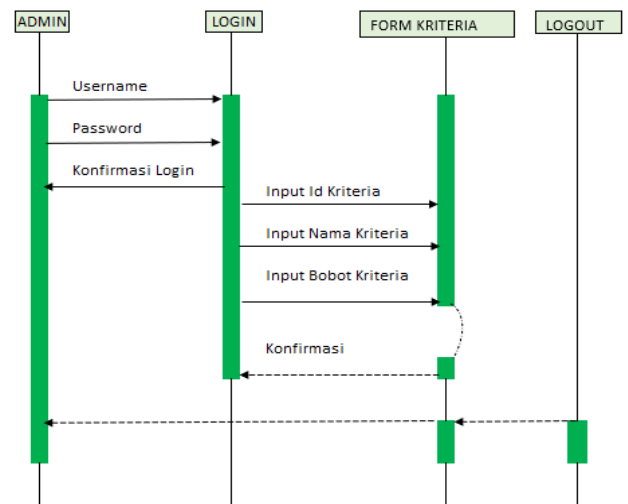 ADMIN
LOGIN
FORM KRITERIA
LOGOUT
Username
Password
Konfirmasi Login
Input Id Kriteria
Input Nama Kriteria
Input Bobot Kriteria
Konfirmasi